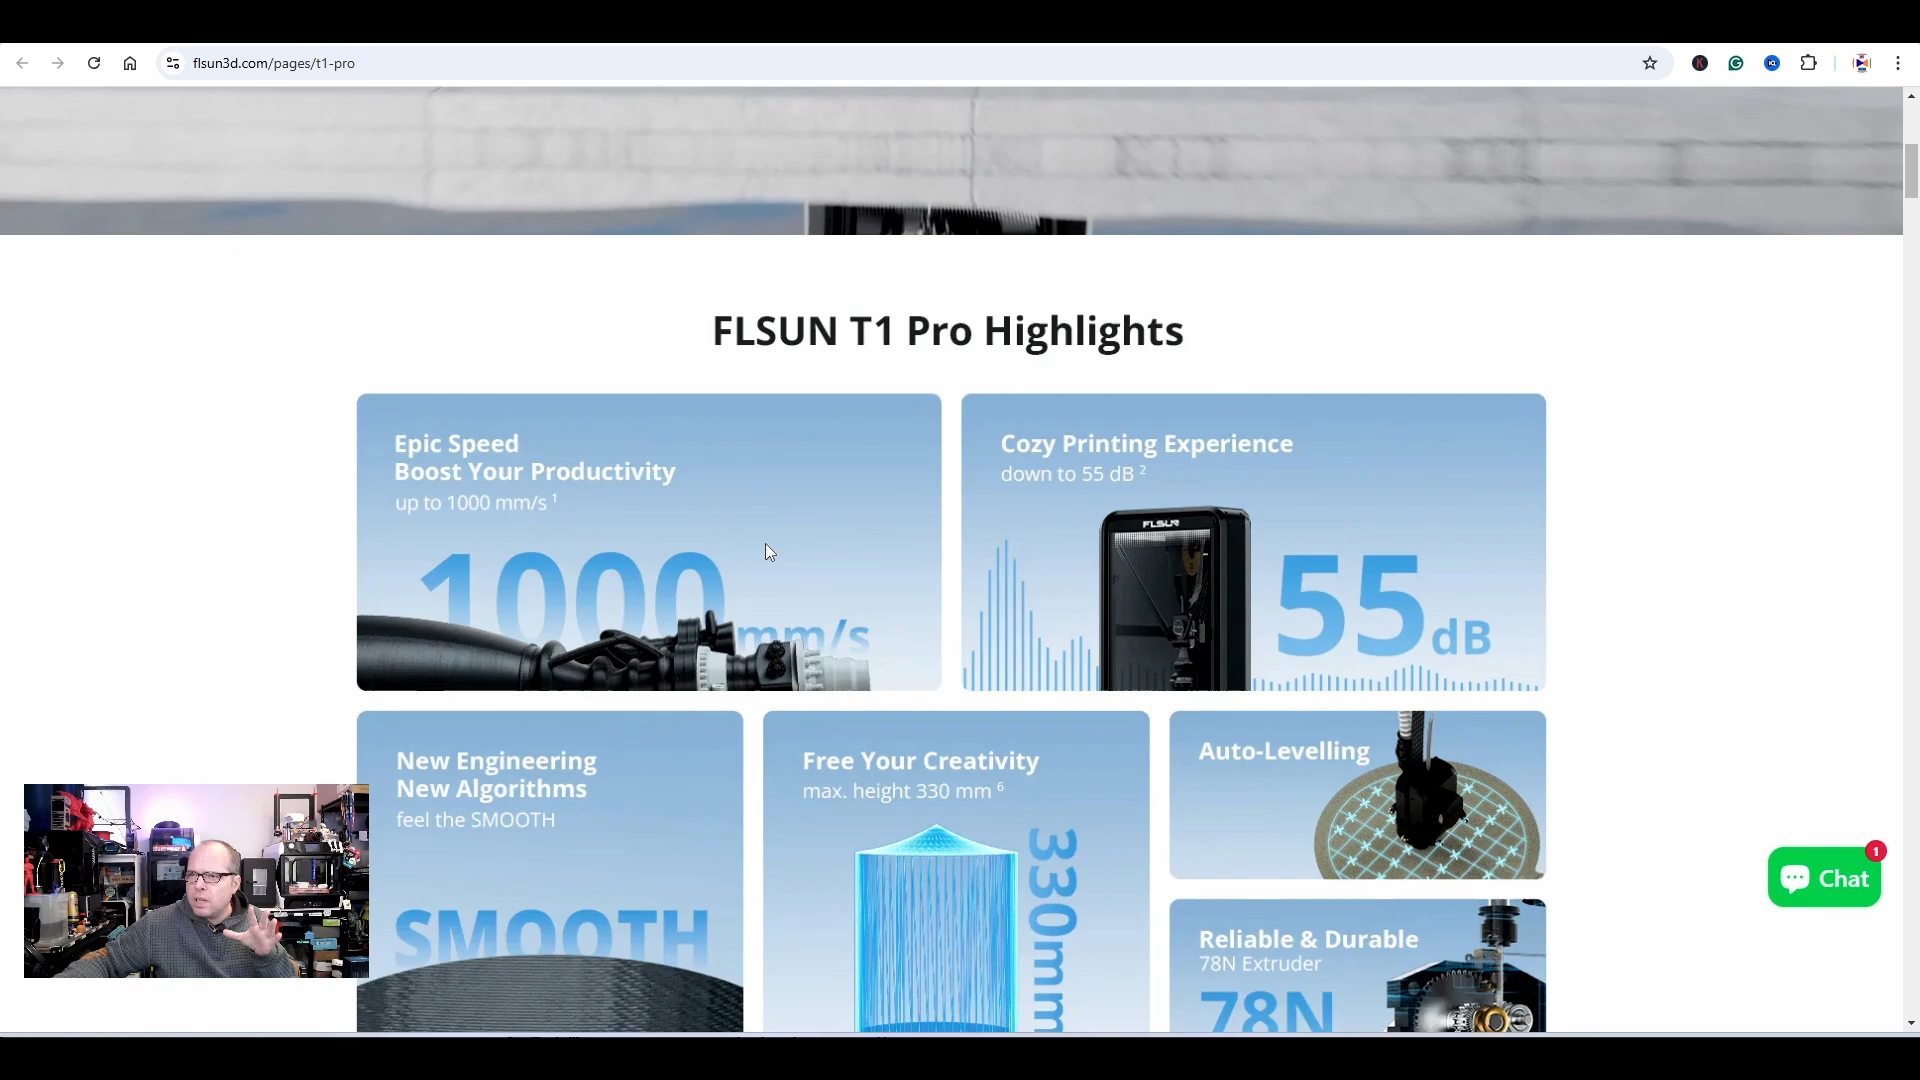 flsun3d.com/pages/t1-pro
FLSUN T1 Pro Highlights
Epic Speed
Boost Your Productivity
up to 1000 mm/s 1
1000 mm/s
Cozy Printing Experience
down to 55 dB 2
FLSUN
55 dB
New Engineering
New Algorithms
feel the SMOOTH
SMOOTH
Free Your Creativity
max. height 330 mm 6
330mm
Auto-Levelling
Reliable & Durable
78N Extruder
78N
1
Chat